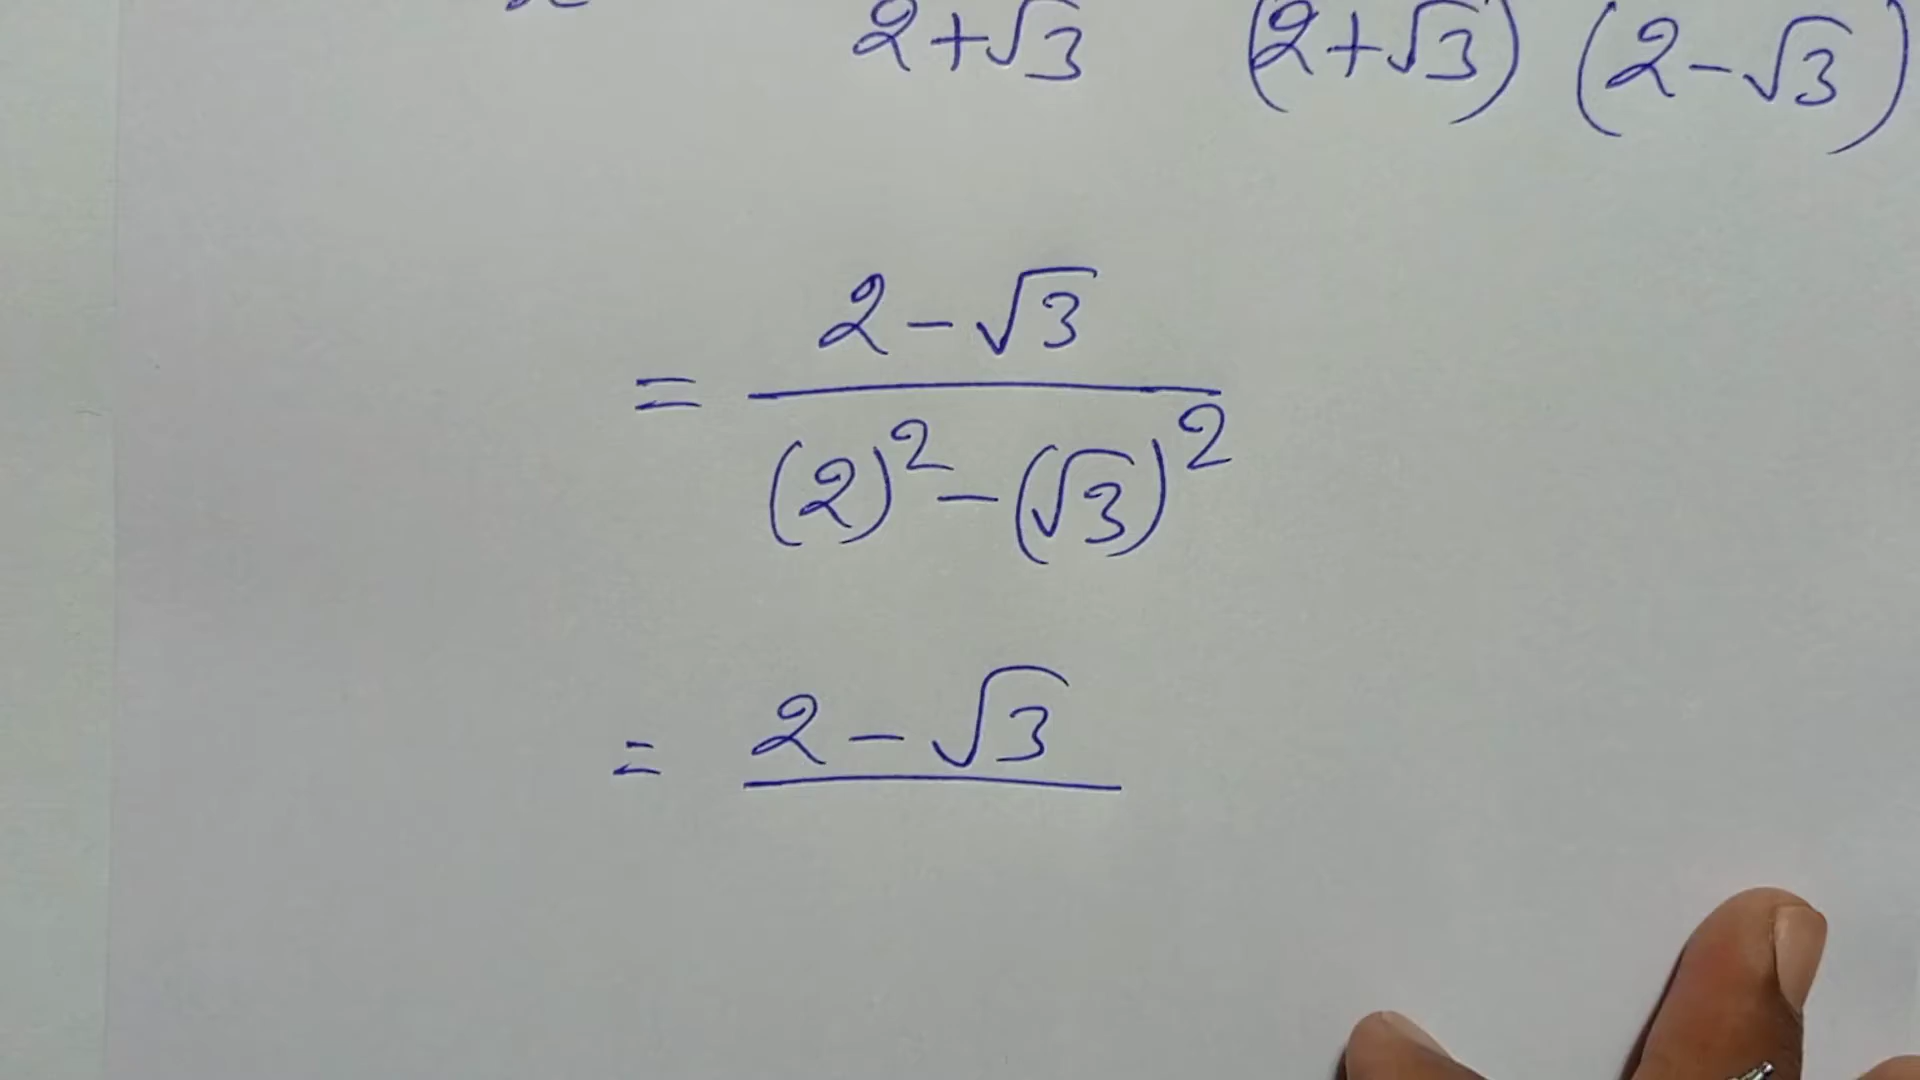 2+√3 (2+√3) (2-√3)
2-√3
= ―――
(2)²-(√3)²
= 2-√3